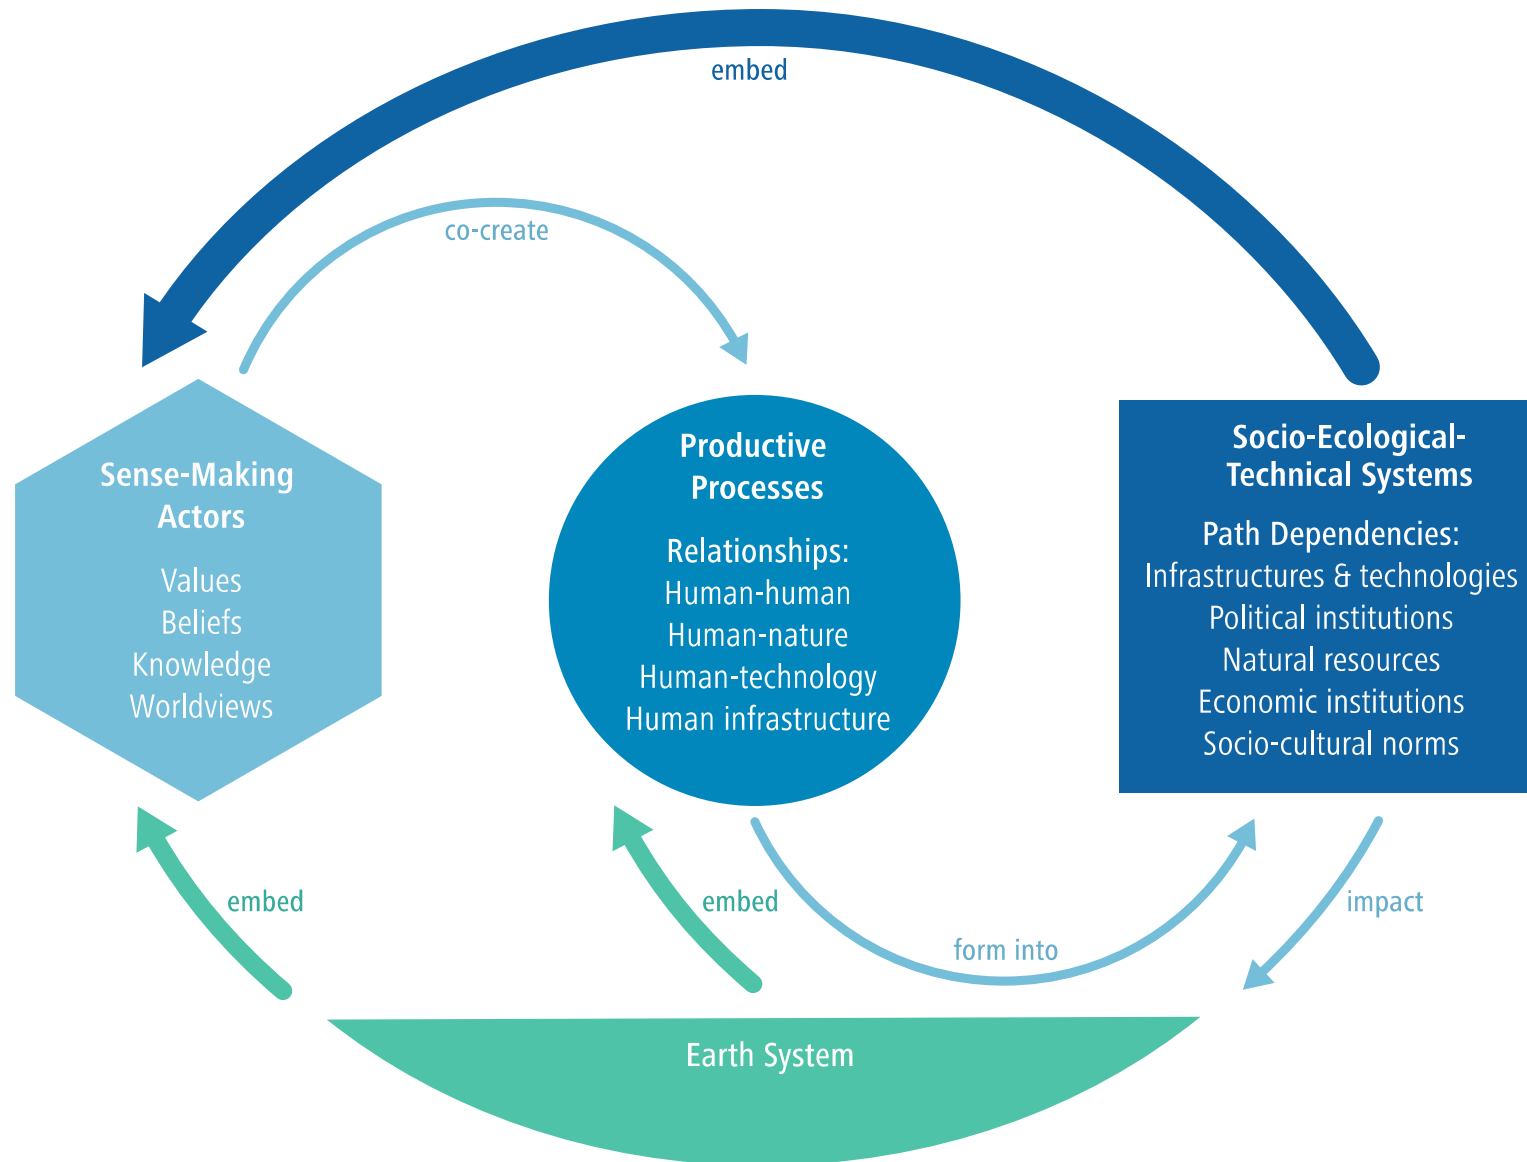 embed
co-create
Sense-Making
Actors
Values
Beliefs
Knowledge
Worldviews
Productive
Processes
Relationships:
Human-human
Human-nature
Human-technology
Human infrastructure
Socio-Ecological-
Technical Systems
Path Dependencies:
Infrastructures & technologies
Political institutions
Natural resources
Economic institutions
Socio-cultural norms
embed
embed
form into
impact
Earth System